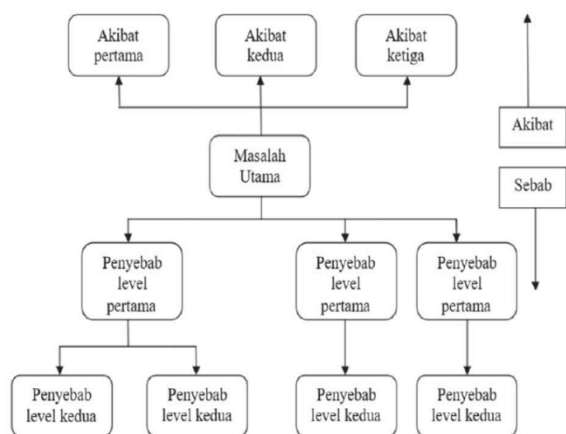 Akibat
pertama
Akibat
kedua
Akibat
ketiga
Akibat
Masalah
Utama
Sebab
Penyebab
level
pertama
Penyebab
level
pertama
Penyebab
level
pertama
Penyebab
level kedua
Penyebab
level kedua
Penyebab
level kedua
Penyebab
level kedua